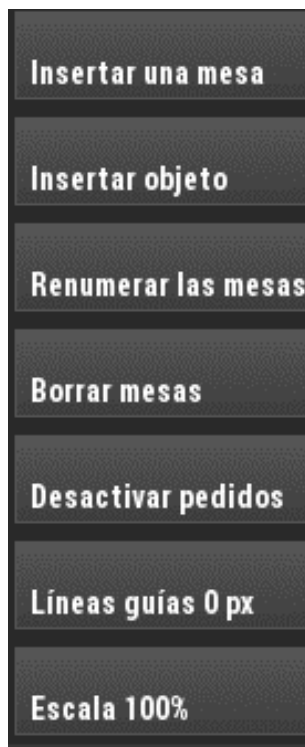 Insertar una mesa
Insertar objeto
Renumerar las mesas
Borrar mesas
Desactivar pedidos
Líneas guías 0 px
Escala 100%